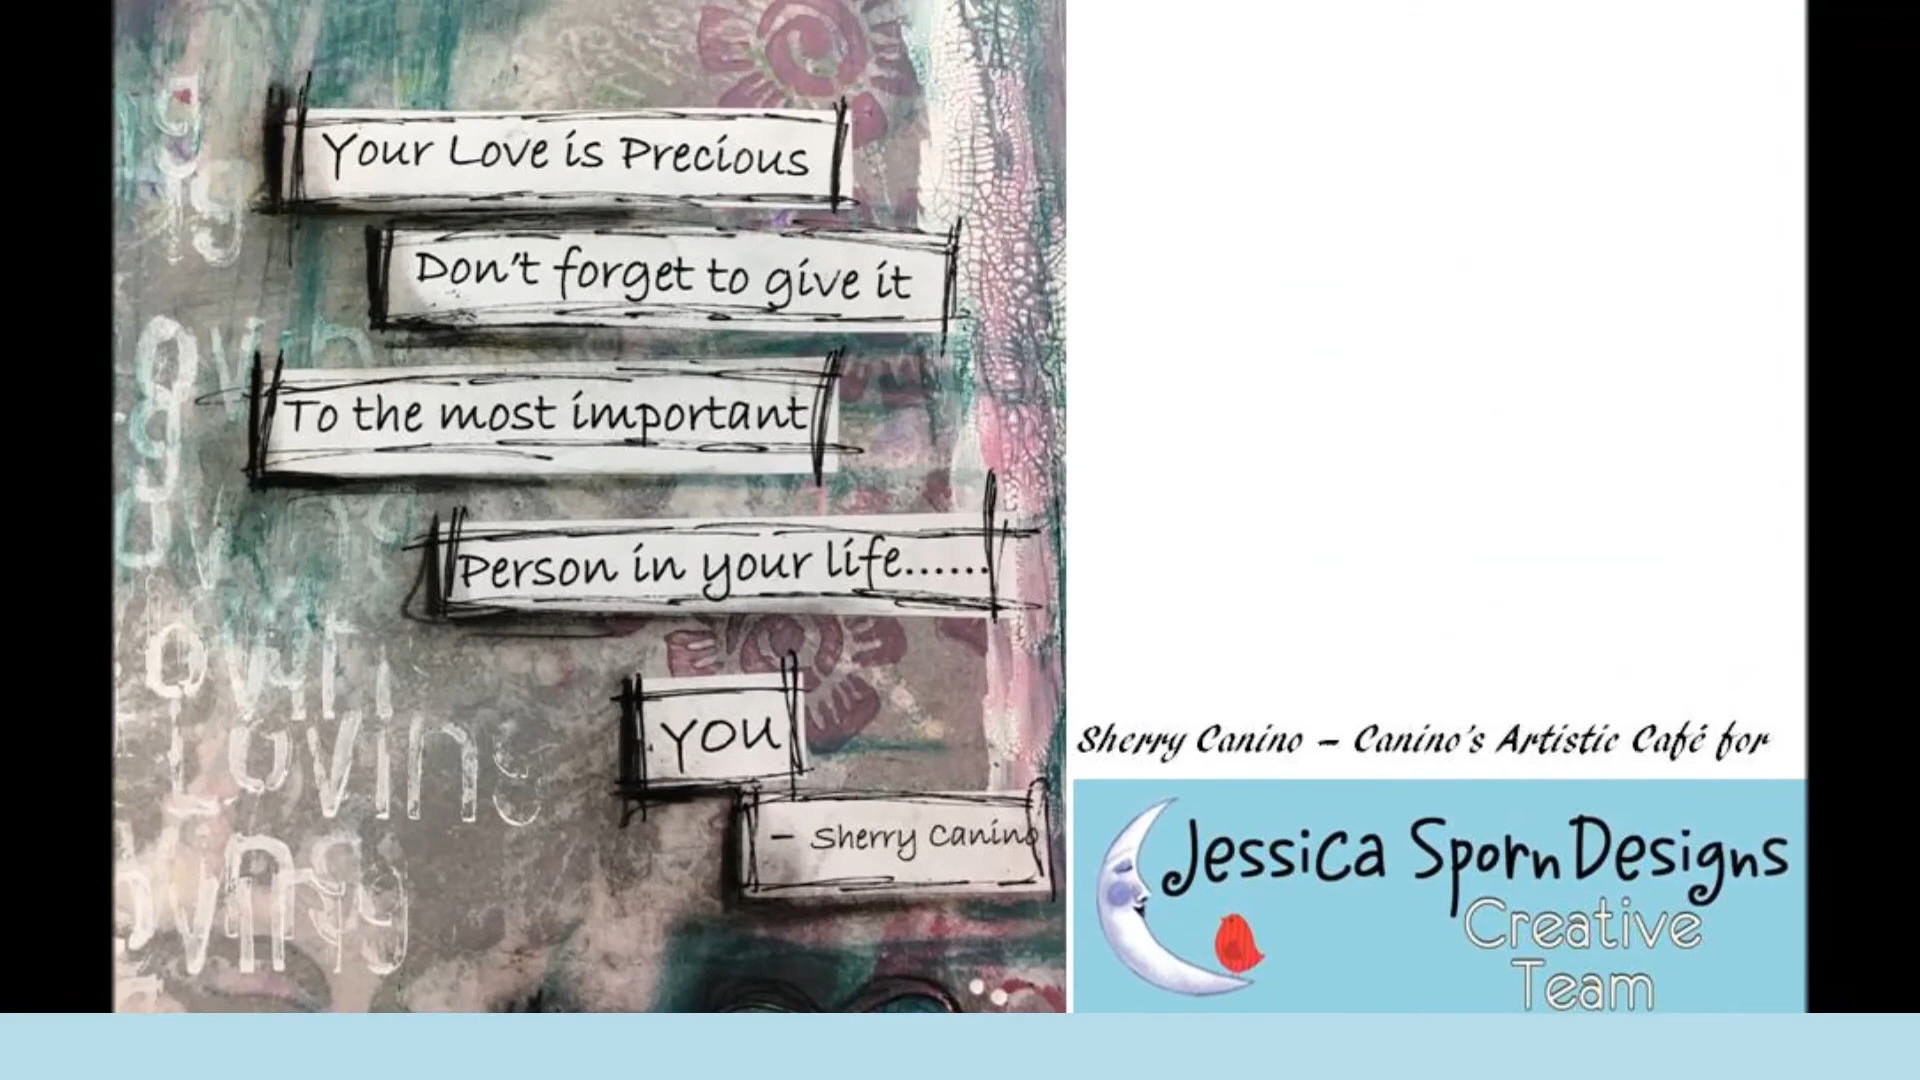 Your Love is Precious
Don't forget to give it
To the most important
Person in your life......
YOU
– Sherry Canino
Loving
Sherry Canino – Canino's Artistic Café for
Jessica Sporn Designs
Creative
Team